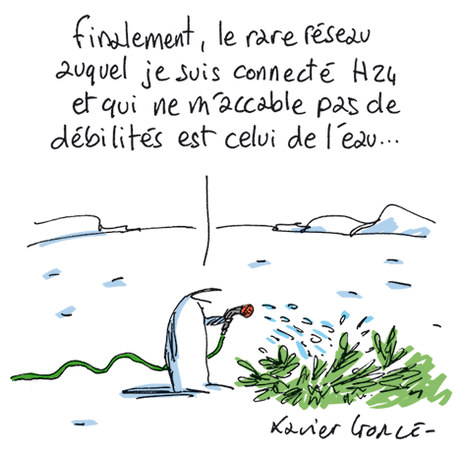 finalement, le rare réseau
auquel je suis connecté H24
et qui ne m'accable pas de
débilités est celui de l'eau...
Xavier GORCE-